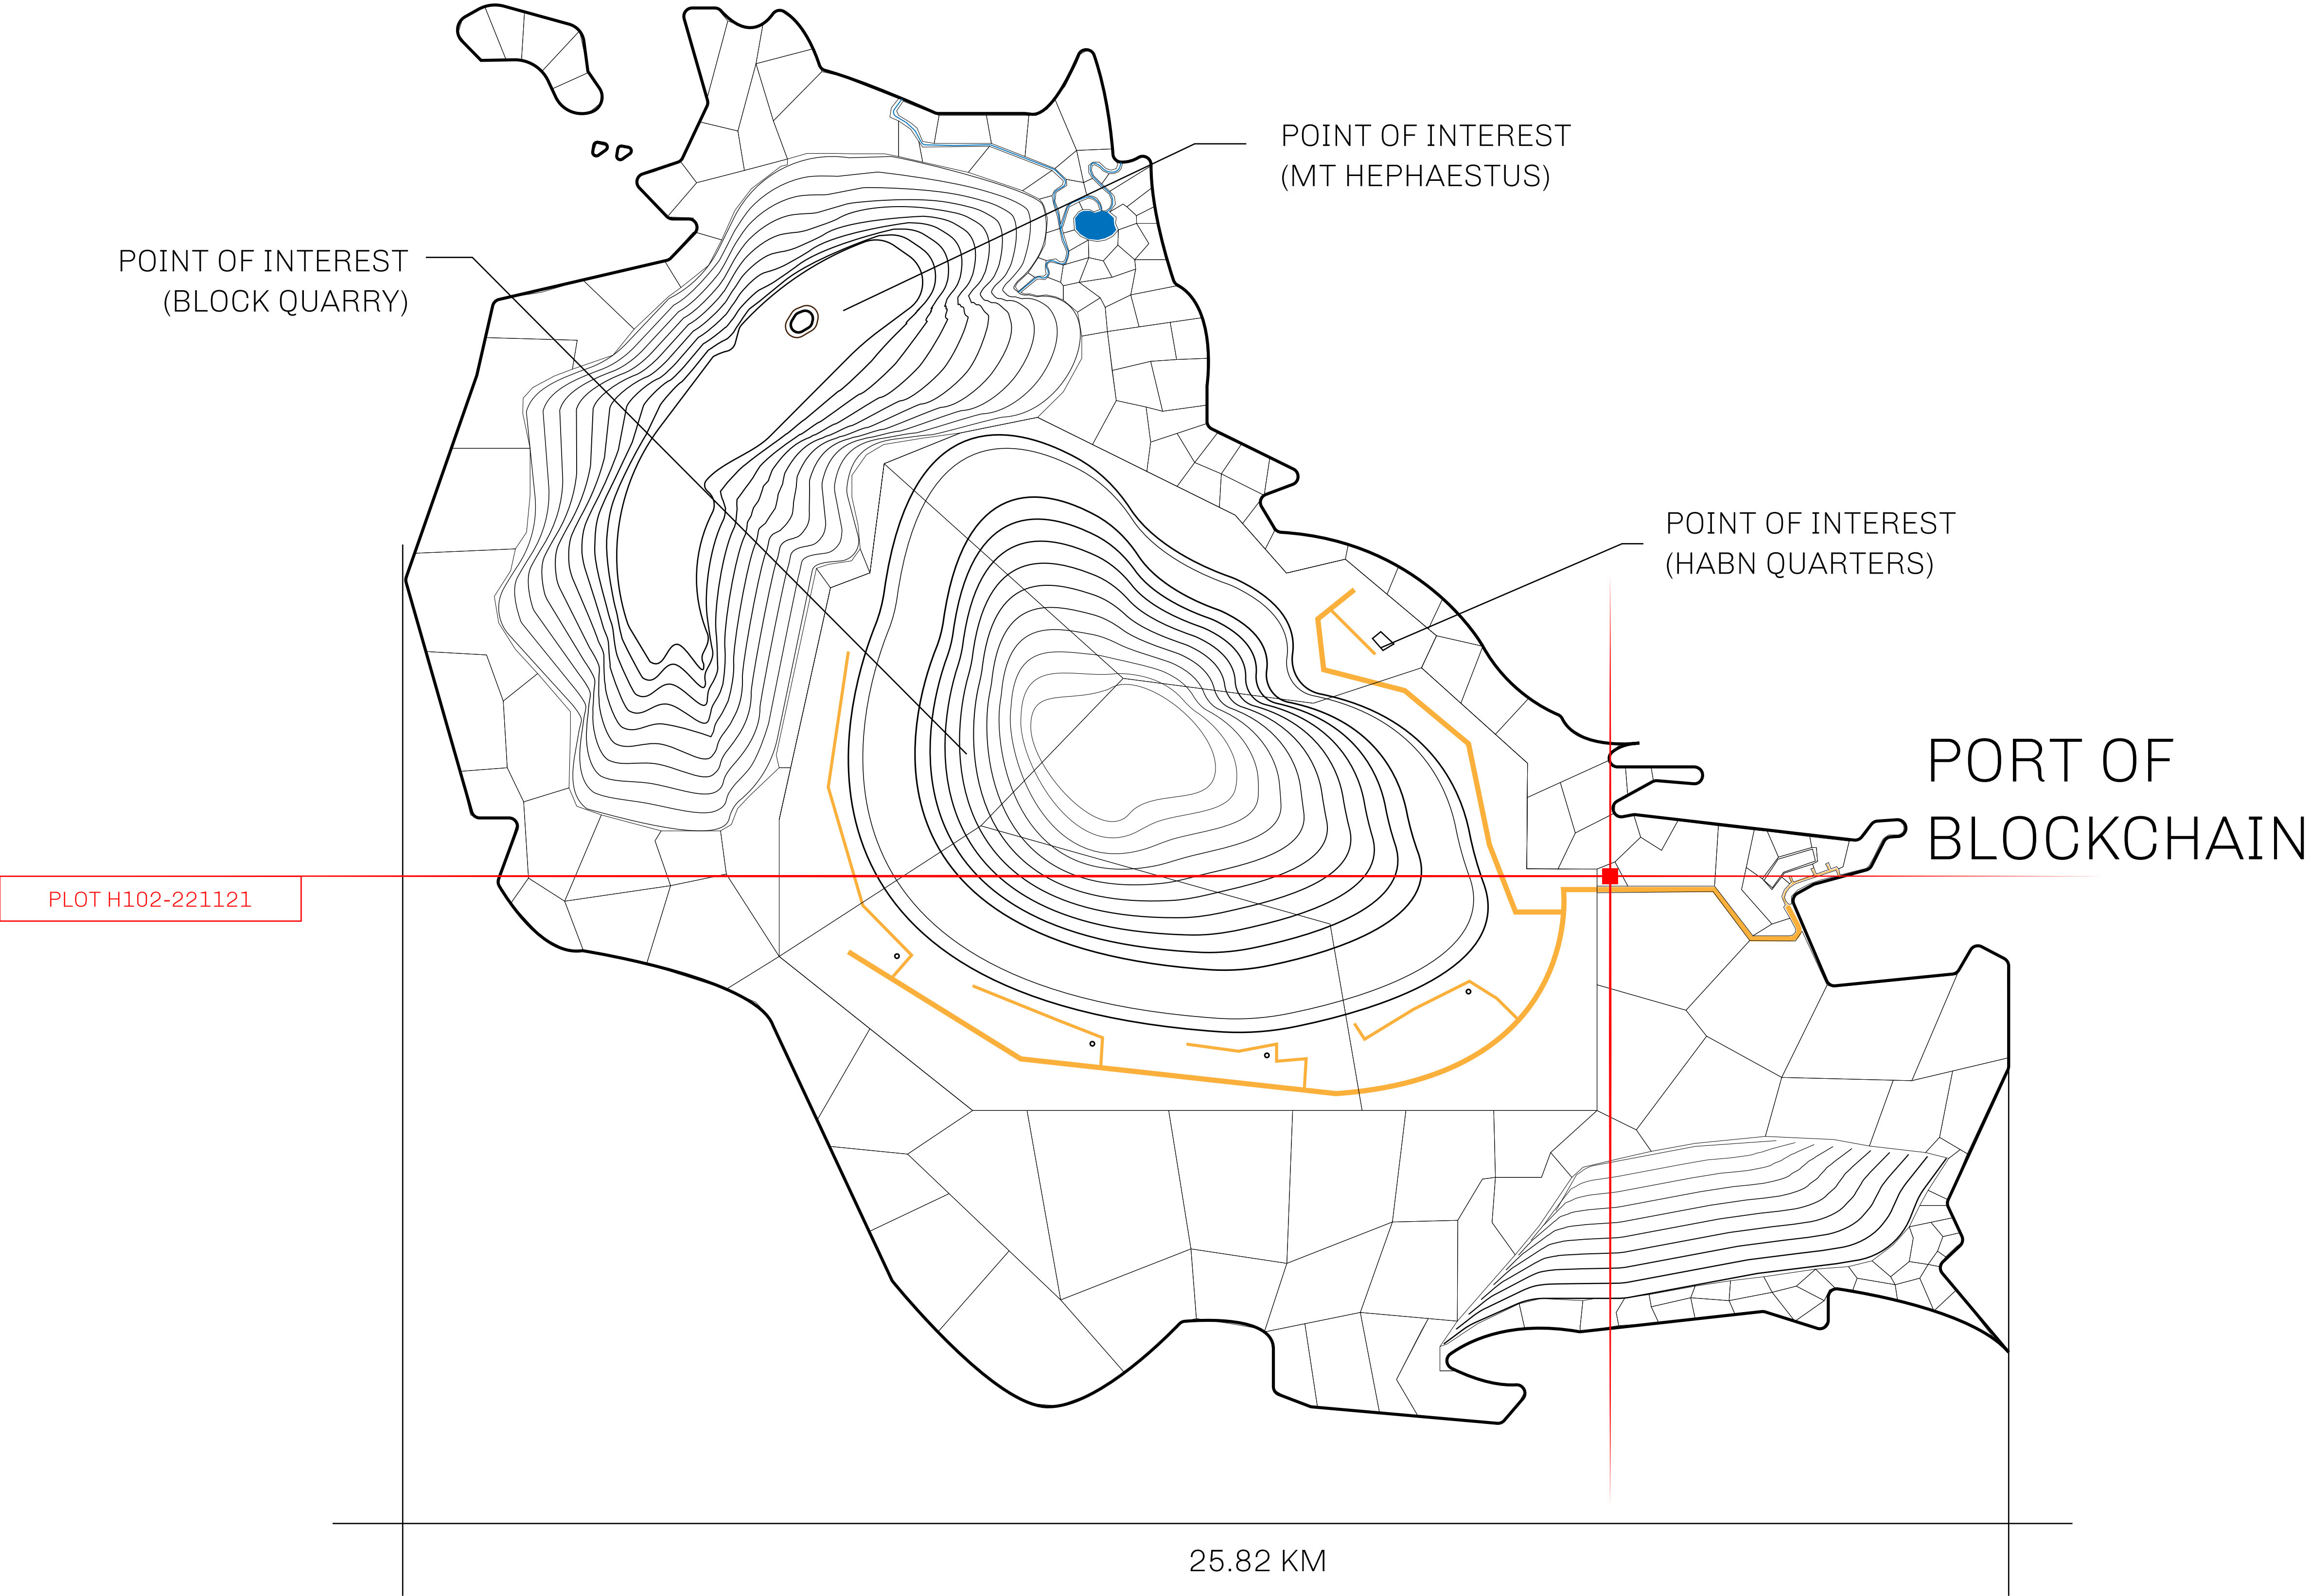 POINT OF INTEREST
(MT HEPHAESTUS)
POINT OF INTEREST
(BLOCK QUARRY)
POINT OF INTEREST
(HABN QUARTERS)
PORT OF
BLOCKCHAIN
PLOT H102-221121
25.82 KM